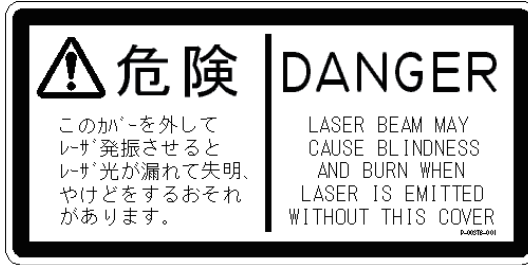 危険
このｶﾊﾞｰを外して
ﾚｰｻﾞ発振させると
ﾚｰｻﾞ光が漏れて失明、
やけどをするおそれ
があります。
DANGER
LASER BEAM MAY
CAUSE BLINDNESS
AND BURN WHEN
LASER IS EMITTED
WITHOUT THIS COVER